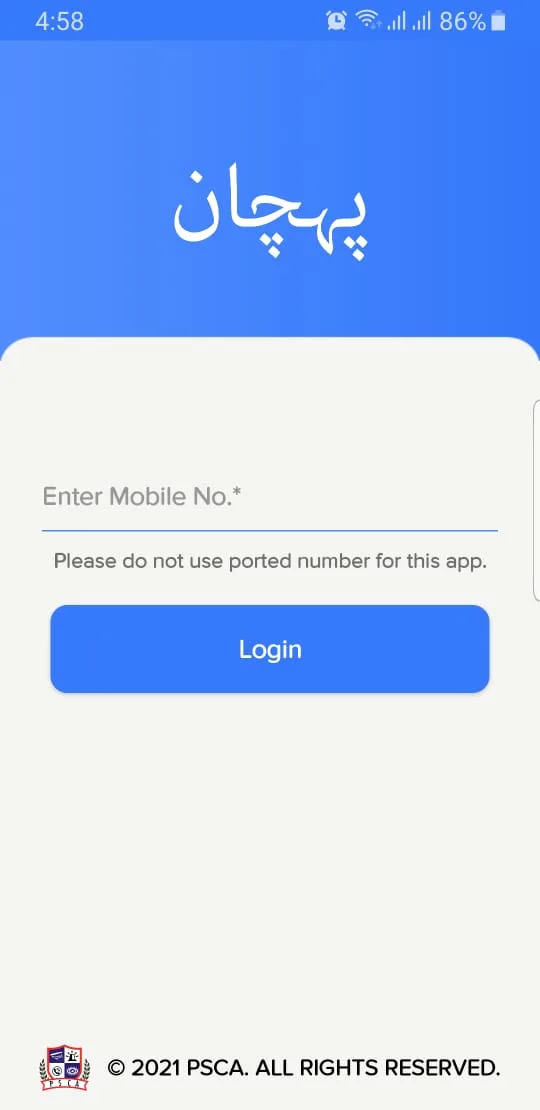 4:58 86%
پہچان
Enter Mobile No.*
Please do not use ported number for this app.
Login
PSCA
© 2021 PSCA. ALL RIGHTS RESERVED.